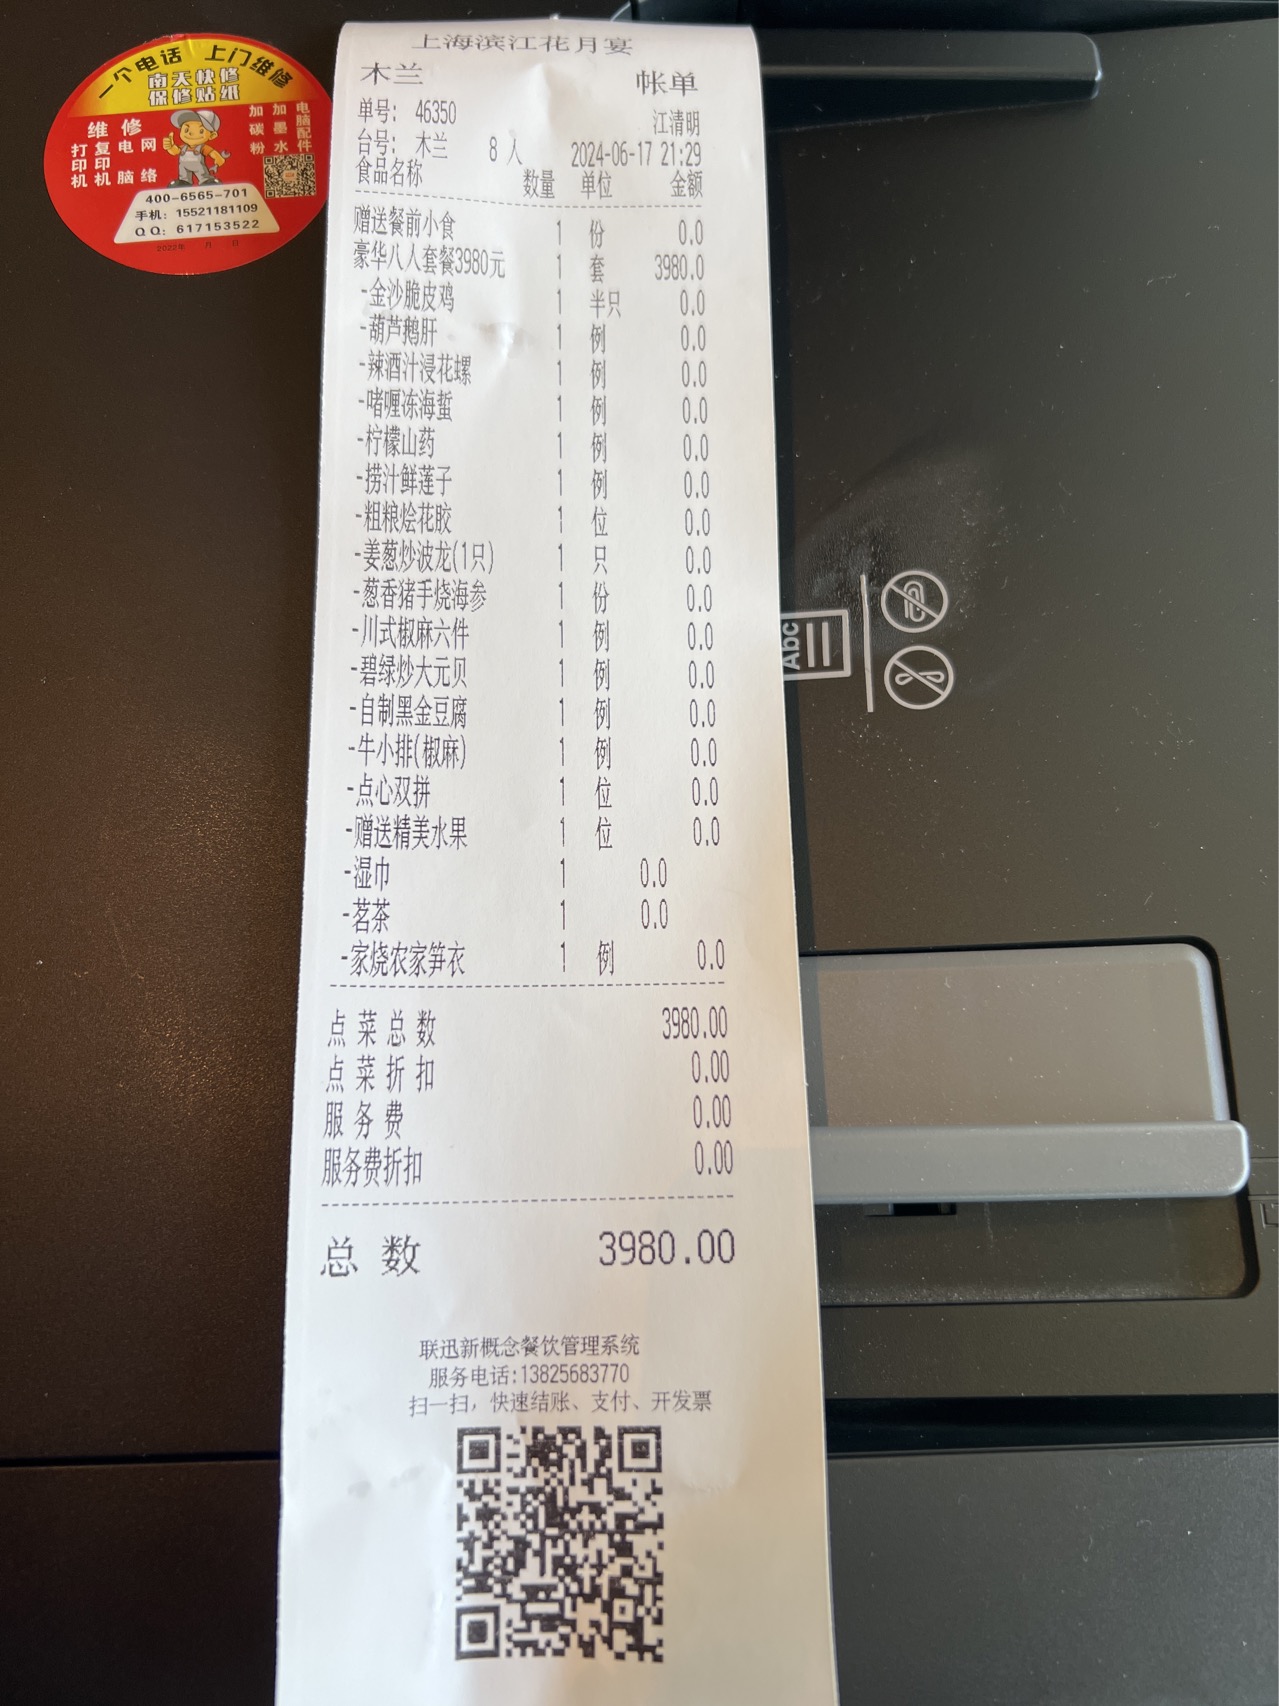 一个电话 上门维修
南天快修
保修贴纸
维修
打印机
复印机
电脑
网络
加碳粉
加墨水
电脑配件
400-6565-701
手机: 15521181109
QQ: 617153522
2022年 月 日
上海滨江花月宴
木兰 帐单
单号: 46350 江清明
台号: 木兰 8 人 2024-06-17 21:29
食品名称 数量 单位 金额
赠送餐前小食 1 份 0.0
豪华八人套餐3980元 1 套 3980.0
-金沙脆皮鸡 1 半只 0.0
-葫芦鹅肝 1 例 0.0
-辣酒汁浸花螺 1 例 0.0
-啫喱冻海蜇 1 例 0.0
-柠檬山药 1 例 0.0
-捞汁鲜莲子 1 例 0.0
-粗粮烩花胶 1 位 0.0
-姜葱炒波龙(1只) 1 只 0.0
-葱香猪手烧海参 1 份 0.0
-川式椒麻六件 1 例 0.0
-碧绿炒大元贝 1 例 0.0
-自制黑金豆腐 1 例 0.0
-牛小排(椒麻) 1 例 0.0
-点心双拼 1 位 0.0
-赠送精美水果 1 位 0.0
-湿巾 1 0.0
-茗茶 1 0.0
-家烧农家笋衣 1 例 0.0
点菜总数 3980.00
点菜折扣 0.00
服务费 0.00
服务费折扣 0.00
总数 3980.00
联迅新概念餐饮管理系统
服务电话:13825683770
扫一扫, 快速结账、支付、开发票
Abc